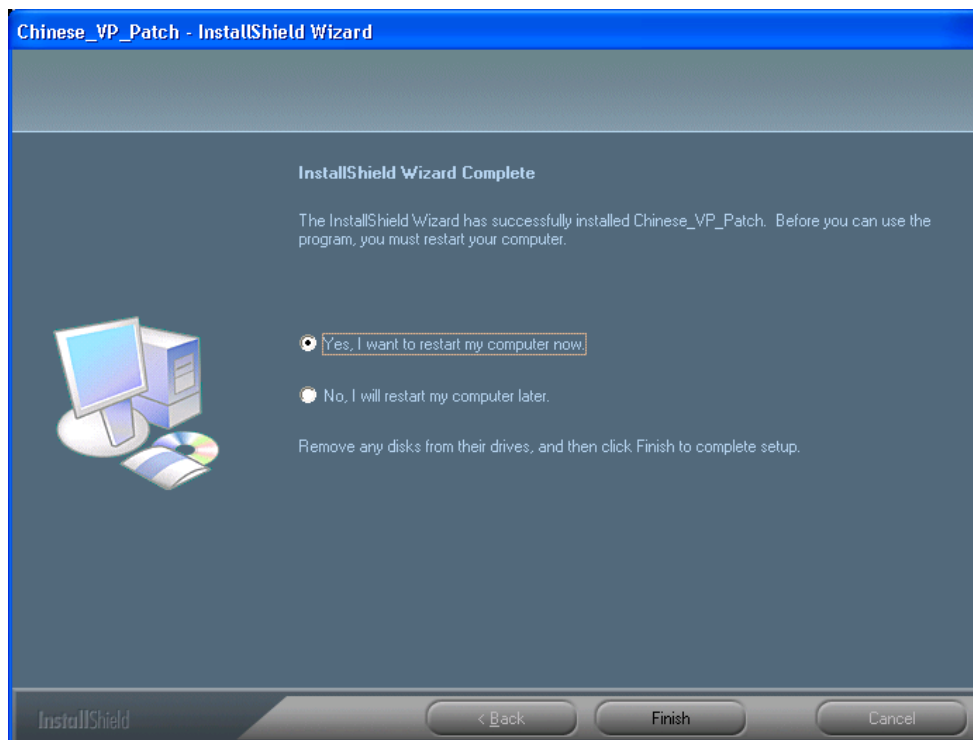 Chinese_VP_Patch - InstallShield Wizard
InstallShield Wizard Complete
The InstallShield Wizard has successfully installed Chinese_VP_Patch.  Before you can use the
program, you must restart your computer.
Yes, I want to restart my computer now.
No, I will restart my computer later.
Remove any disks from their drives, and then click Finish to complete setup.
InstallShield
< Back
Finish
Cancel